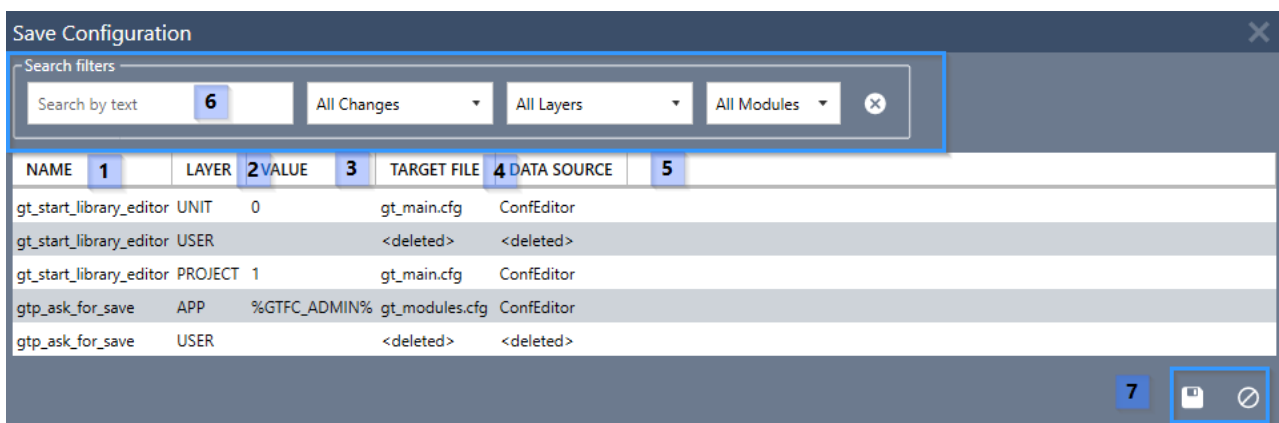 Save Configuration
Search filters
Search by text 6 All Changes All Layers All Modules
NAME 1 LAYER 2 VALUE 3 TARGET FILE 4 DATA SOURCE 5
gt_start_library_editor UNIT 0 gt_main.cfg ConfEditor
gt_start_library_editor USER <deleted> <deleted>
gt_start_library_editor PROJECT 1 gt_main.cfg ConfEditor
gtp_ask_for_save APP %GTFC_ADMIN% gt_modules.cfg ConfEditor
gtp_ask_for_save USER <deleted> <deleted>
7